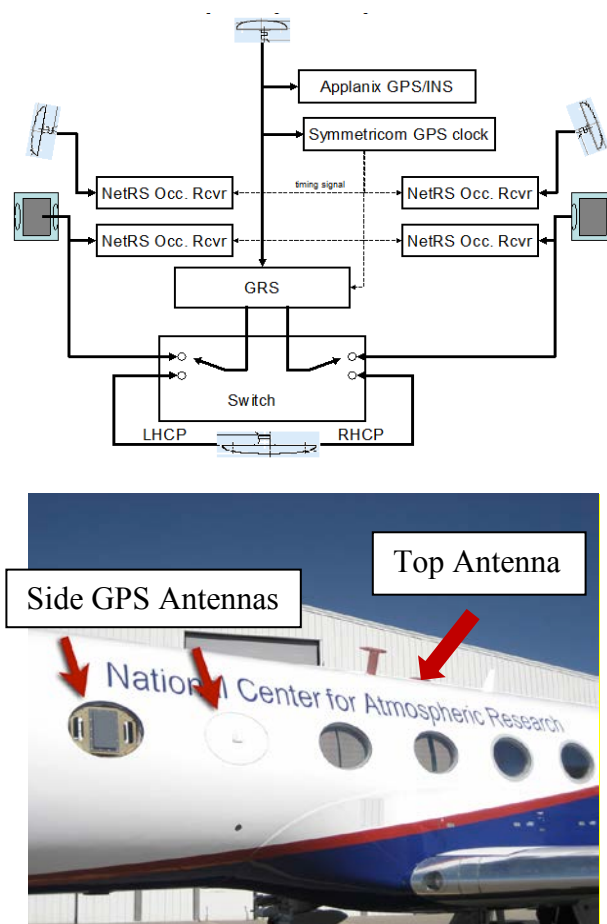 Applanix GPS/INS
Symmetricom GPS clock
NetRS Occ. Rcvr
timing signal
NetRS Occ. Rcvr
NetRS Occ. Rcvr
NetRS Occ. Rcvr
GRS
Switch
LHCP
RHCP
Top Antenna
Side GPS Antennas
National Center for Atmospheric Research